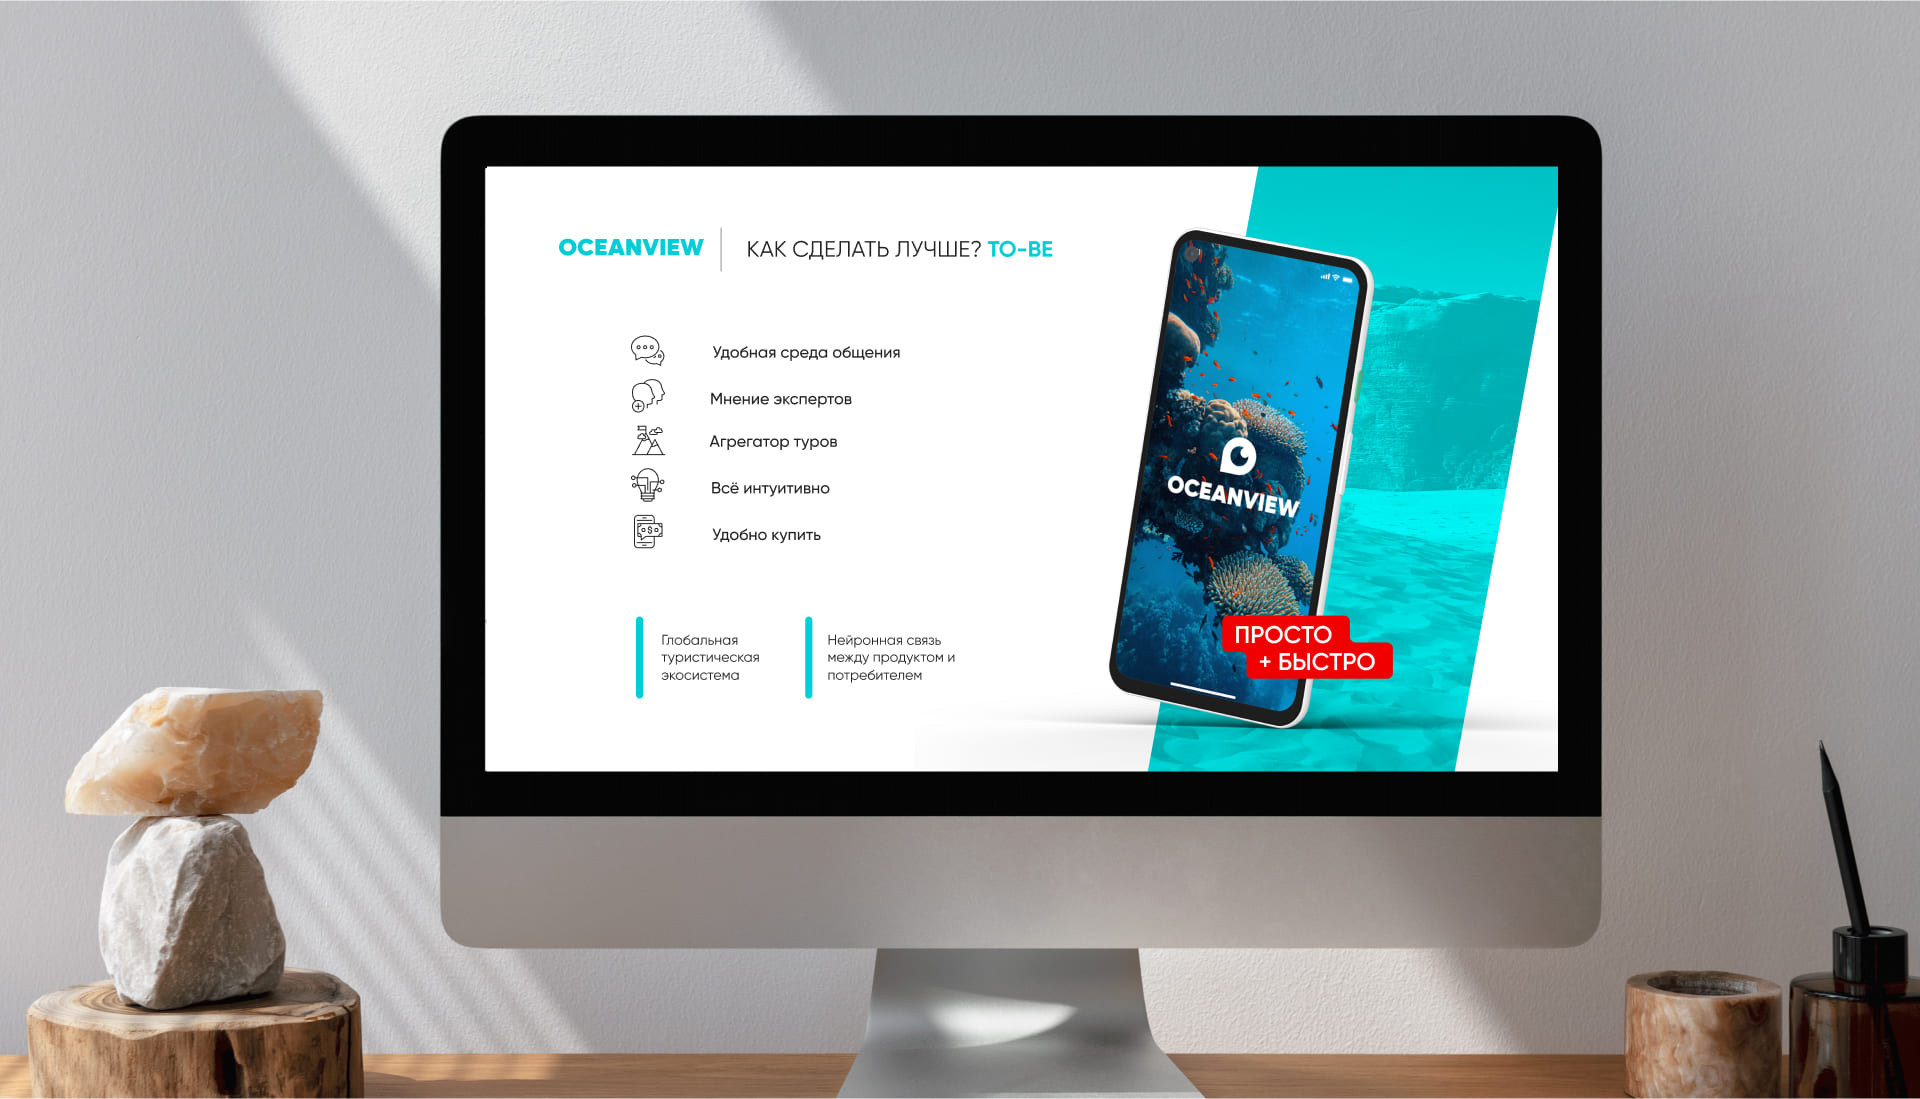 OCEANVIEW
КАК СДЕЛАТЬ ЛУЧШЕ? TO-BE
Удобная среда общения
Мнение экспертов
Агрегатор туров
Всё интуитивно
Удобно купить
Глобальная
туристическая
экосистема
Нейронная связь
между продуктом и
потребителем
OCEANVIEW
ПРОСТО
+ БЫСТРО